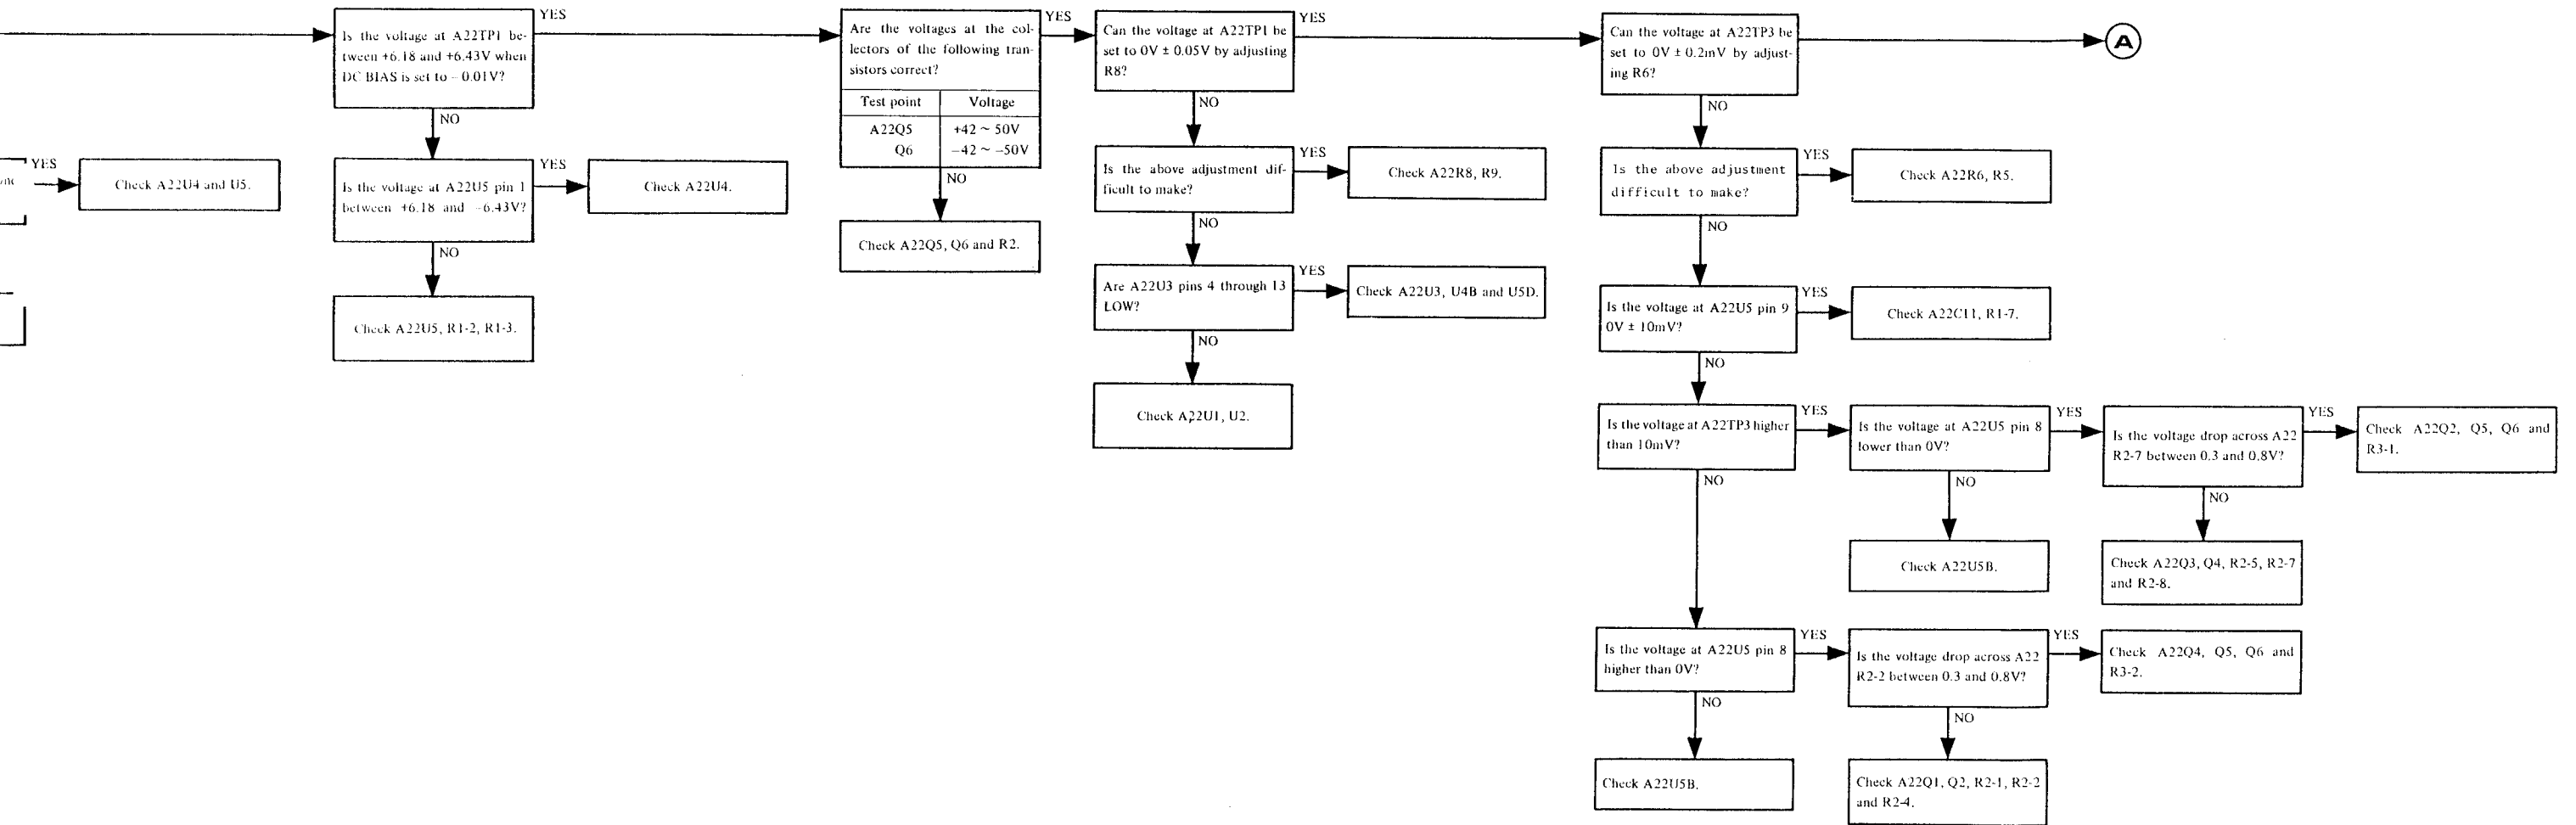 YES
Is the voltage at A22TP1 be-
tween +6.18 and +6.43V when
DC BIAS is set to - 0.01V?
YES
NO
Check A22U4 and U5.
Is the voltage at A22U5 pin 1
between +6.18 and -6.43V?
YES
Check A22U4.
NO
Check A22U5, R1-2, R1-3.
Are the voltages at the col-
lectors of the following tran-
sistors correct?
Test point Voltage
A22Q5 +42 ~ 50V
Q6 -42 ~ -50V
YES
NO
Check A22Q5, Q6 and R2.
Can the voltage at A22TP1 be
set to 0V ± 0.05V by adjusting
R8?
YES
NO
Is the above adjustment dif-
ficult to make?
YES
Check A22R8, R9.
NO
Are A22U3 pins 4 through 13
LOW?
YES
Check A22U3, U4B and U5D.
NO
Check A22U1, U2.
Can the voltage at A22TP3 be
set to 0V ± 0.2mV by adjust-
ing R6?
A
NO
Is the above adjustment
difficult to make?
YES
Check A22R6, R5.
NO
Is the voltage at A22U5 pin 9
0V ± 10mV?
YES
Check A22C11, R1-7.
NO
Is the voltage at A22TP3 higher
than 10mV?
YES
Is the voltage at A22U5 pin 8
lower than 0V?
YES
Is the voltage drop across A22
R2-7 between 0.3 and 0.8V?
YES
Check A22Q2, Q5, Q6 and
R3-1.
NO
NO
NO
Check A22U5B.
Check A22Q3, Q4, R2-5, R2-7
and R2-8.
Is the voltage at A22U5 pin 8
higher than 0V?
YES
Is the voltage drop across A22
R2-2 between 0.3 and 0.8V?
YES
Check A22Q4, Q5, Q6 and
R3-2.
NO
NO
Check A22U5B.
Check A22Q1, Q2, R2-1, R2-2
and R2-4.